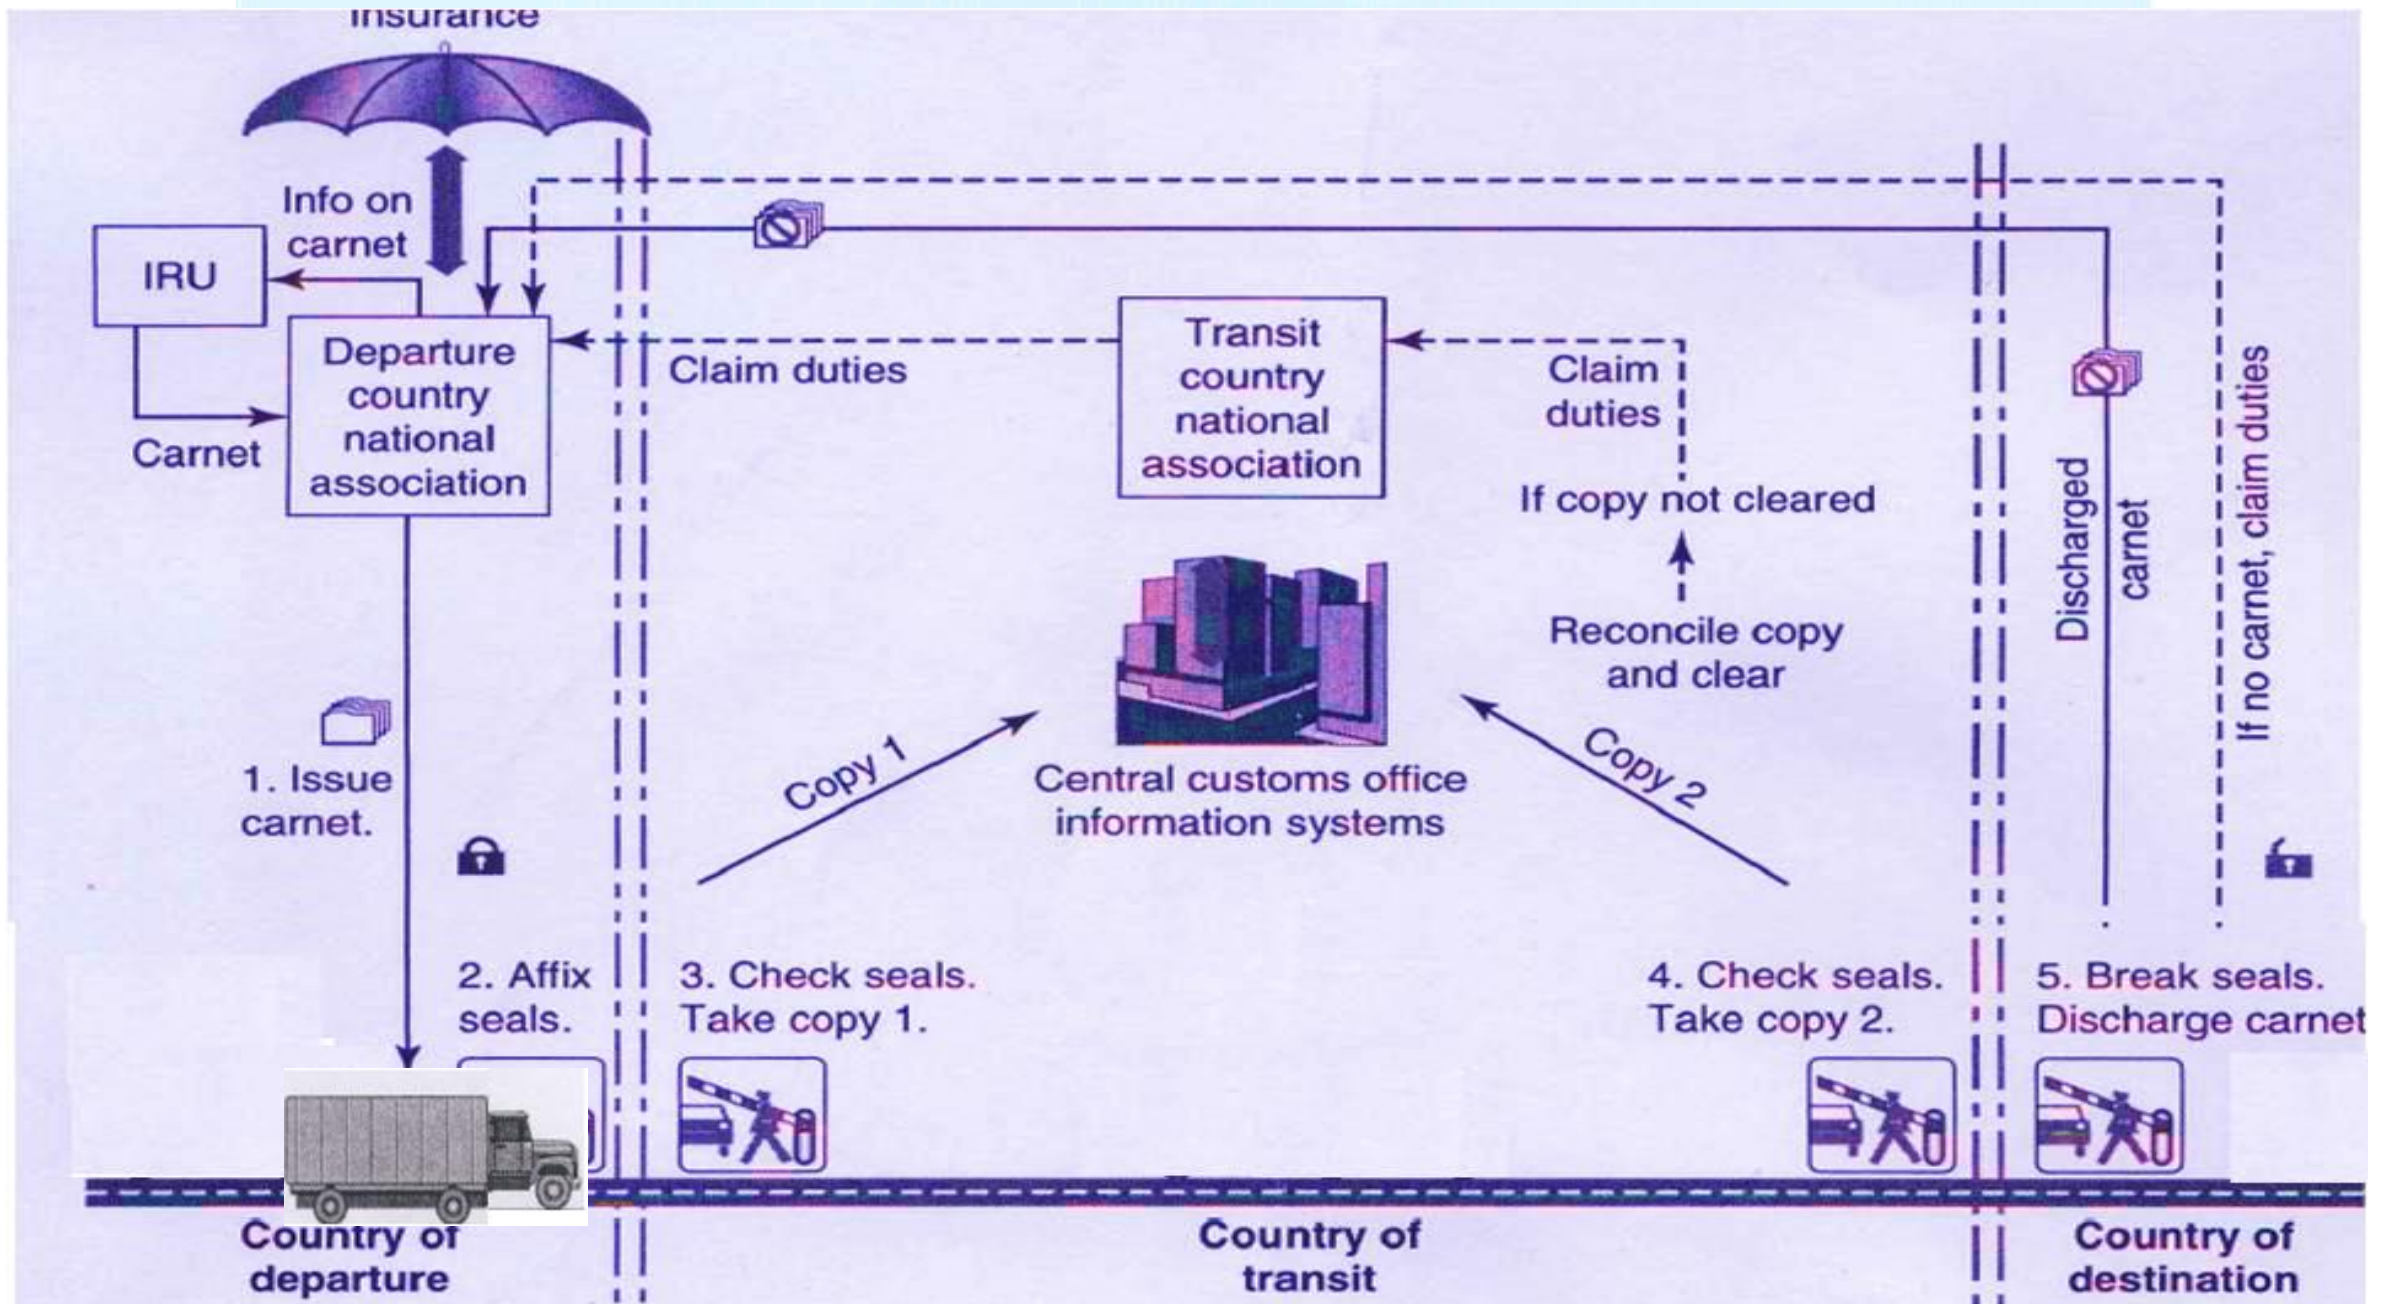 Insurance
Info on
carnet
IRU
Carnet
Departure
country
national
association
Claim duties
Transit
country
national
association
Claim
duties
If copy not cleared
Reconcile copy
and clear
Discharged
carnet
If no carnet, claim duties
1. Issue
carnet.
Copy 1
Central customs office
information systems
Copy 2
2. Affix
seals.
3. Check seals.
Take copy 1.
4. Check seals.
Take copy 2.
5. Break seals.
Discharge carnet
Country of
departure
Country of
transit
Country of
destination